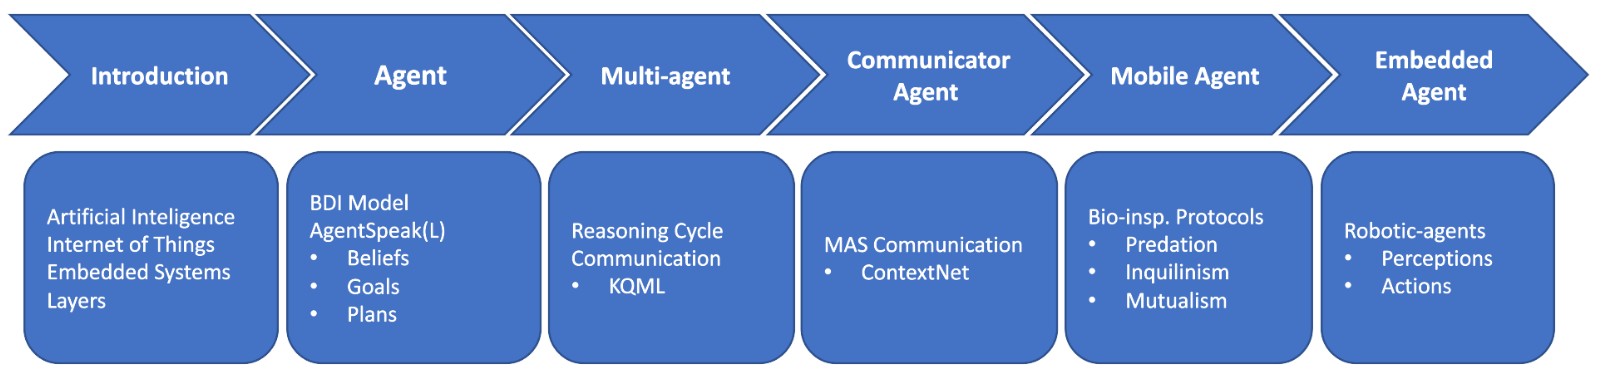 Introduction
Agent
Multi-agent
Communicator
Agent
Mobile Agent
Embedded
Agent
Artificial Inteligence
Internet of Things
Embedded Systems
Layers
BDI Model
AgentSpeak(L)
• Beliefs
• Goals
• Plans
Reasoning Cycle
Communication
• KQML
MAS Communication
• ContextNet
Bio-insp. Protocols
• Predation
• Inquilinism
• Mutualism
Robotic-agents
• Perceptions
• Actions